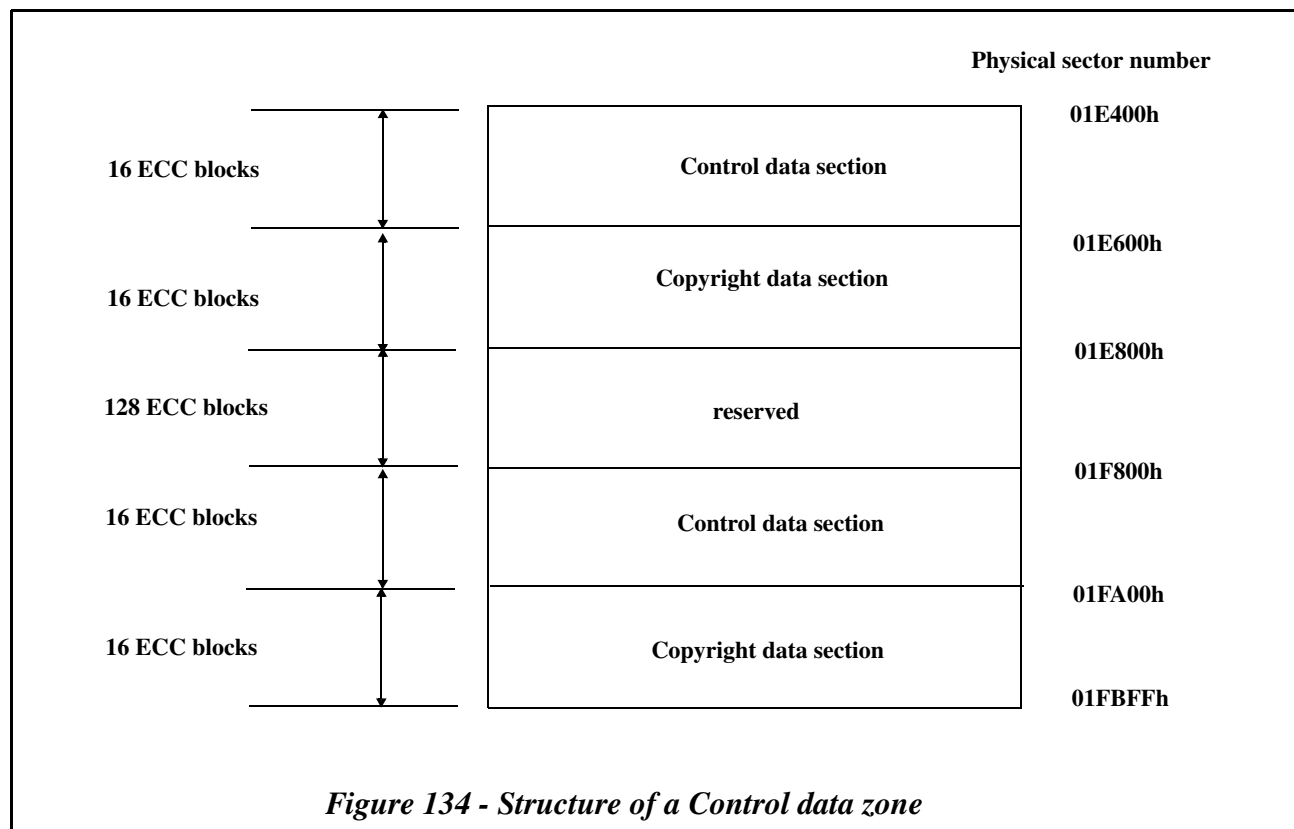 Physical sector number
01E400h
16 ECC blocks
Control data section
01E600h
Copyright data section
16 ECC blocks
01E800h
128 ECC blocks
reserved
01F800h
16 ECC blocks
Control data section
01FA00h
16 ECC blocks
Copyright data section
01FBFFh
Figure 134 - Structure of a Control data zone